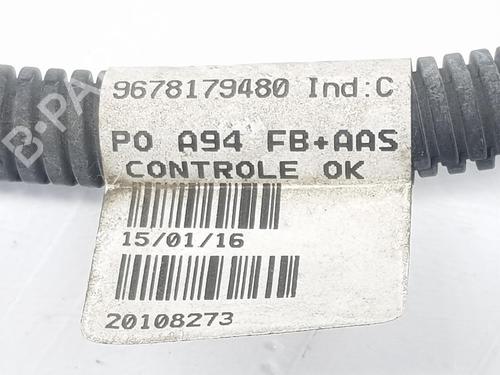 9678179480 Ind:C
PO A94 FB+AAS
CONTROLE OK
15/01/16
20108273